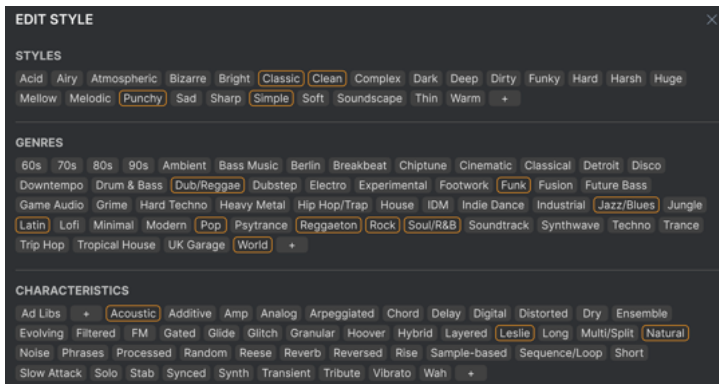 EDIT STYLE ×
STYLES
Acid Airy Atmospheric Bizarre Bright Classic Clean Complex Dark Deep Dirty Funky Hard Harsh Huge
Mellow Melodic Punchy Sad Sharp Simple Soft Soundscape Thin Warm +
GENRES
60s 70s 80s 90s Ambient Bass Music Berlin Breakbeat Chiptune Cinematic Classical Detroit Disco
Downtempo Drum & Bass Dub/Reggae Dubstep Electro Experimental Footwork Funk Fusion Future Bass
Game Audio Grime Hard Techno Heavy Metal Hip Hop/Trap House IDM Indie Dance Industrial Jazz/Blues Jungle
Latin Lofi Minimal Modern Pop Psytrance Reggaeton Rock Soul/R&B Soundtrack Synthwave Techno Trance
Trip Hop Tropical House UK Garage World +
CHARACTERISTICS
Ad Libs + Acoustic Additive Amp Analog Arpeggiated Chord Delay Digital Distorted Dry Ensemble
Evolving Filtered FM Gated Glide Glitch Granular Hoover Hybrid Layered Leslie Long Multi/Split Natural
Noise Phrases Processed Random Reese Reverb Reversed Rise Sample-based Sequence/Loop Short
Slow Attack Solo Stab Synced Synth Transient Tribute Vibrato Wah +